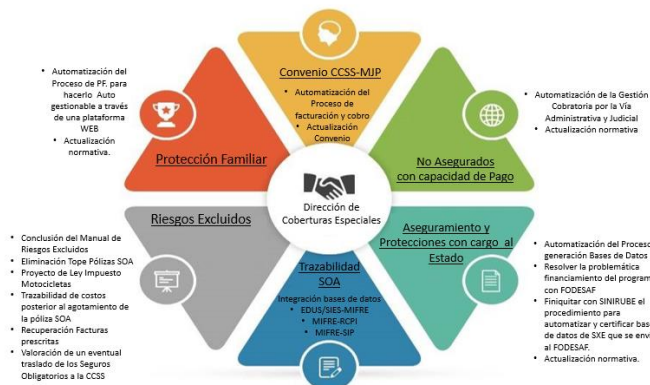 Convenio CCSS-MJP
• Automatización del
Proceso de
facturación y cobro
• Actualización
Convenio
• Automatización del
Proceso de PF. para
hacerlo Auto
gestionable a través
de una plataforma
WEB
• Actualización
normativa.
Protección Familiar
• Automatización de la Gestión
Cobratoria por la Vía
Administrativa y Judicial
• Actualización normativa
No Asegurados
con capacidad de Pago
Dirección de
Coberturas Especiales
Riesgos Excluidos
• Conclusión del Manual de
Riesgos Excluidos
• Eliminación Tope Pólizas SOA
• Proyecto de Ley Impuesto
Motocicletas
• Trazabilidad de costos
posterior al agotamiento de
la póliza SOA
• Recuperación Facturas
prescritas
• Valoración de un eventual
traslado de los Seguros
Obligatorios a la CCSS
Trazabilidad
SOA
Integración bases de datos
• EDUS/SIES-MIFRE
• MIFRE-RCPI
• MIFRE-SIP
Aseguramiento y
Protecciones con cargo al
Estado
• Automatización del Proceso
generación Bases de Datos
• Resolver la problemática
financiamiento del program
con FODESAF
• Finiquitar con SINIRUBE el
procedimiento para
automatizar y certificar base
de datos de SXE que se envi
al FODESAF.
• Actualización normativa.